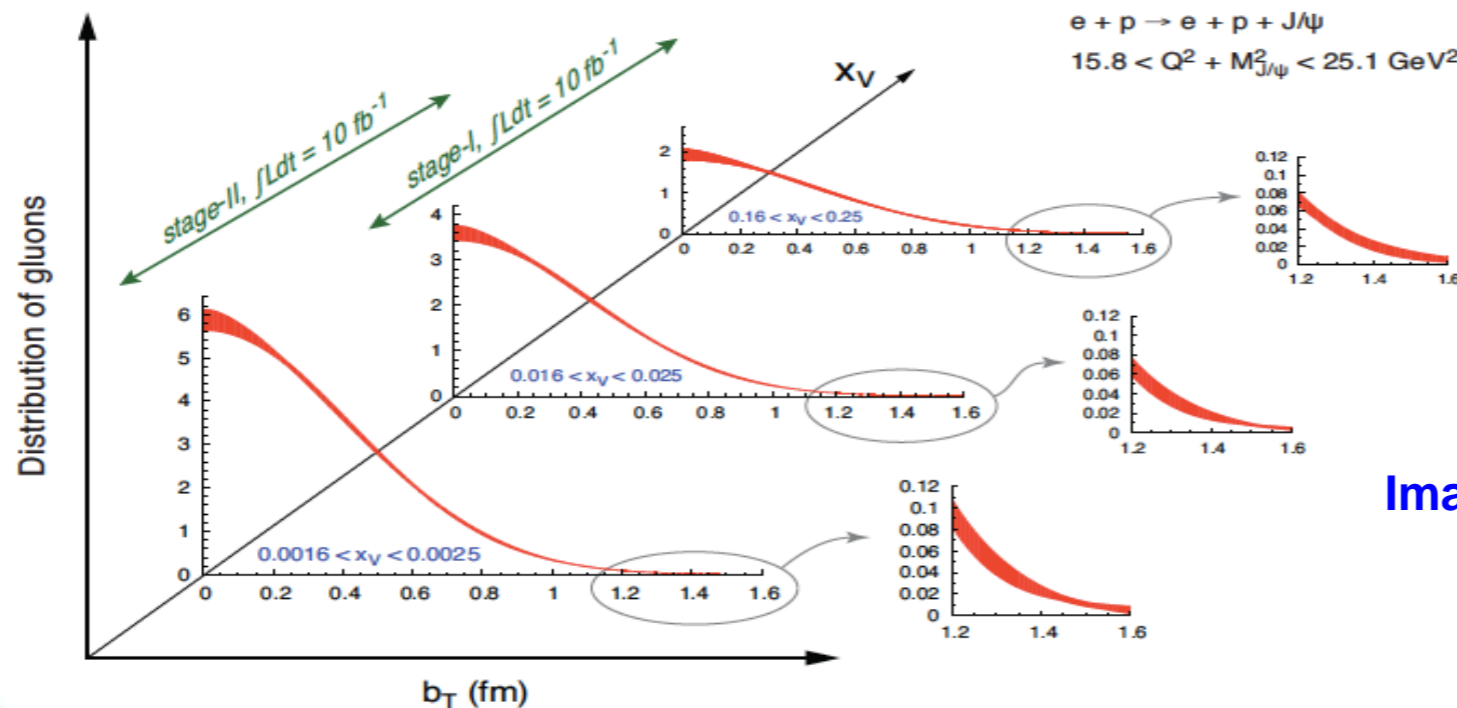 e + p → e + p + J/ψ
15.8 < Q² + M²J/ψ < 25.1 GeV²
xV
stage-II, ∫Ldt = 10 fb⁻¹
stage-I, ∫Ldt = 10 fb⁻¹
Distribution of gluons
2
1
0
0.16 < xV < 0.25
0 0.2 0.4 0.6 0.8 1 1.2 1.4 1.6
0.12
0.1
0.08
0.06
0.04
0.02
0
1.2 1.4 1.6
4
3
2
1
0
0.016 < xV < 0.025
0 0.2 0.4 0.6 0.8 1 1.2 1.4 1.6
0.12
0.1
0.08
0.06
0.04
0.02
0
1.2 1.4 1.6
6
5
4
3
2
1
0
0.0016 < xV < 0.0025
0 0.2 0.4 0.6 0.8 1 1.2 1.4 1.6
0.12
0.1
0.08
0.06
0.04
0.02
0
1.2 1.4 1.6
Ima
bT (fm)